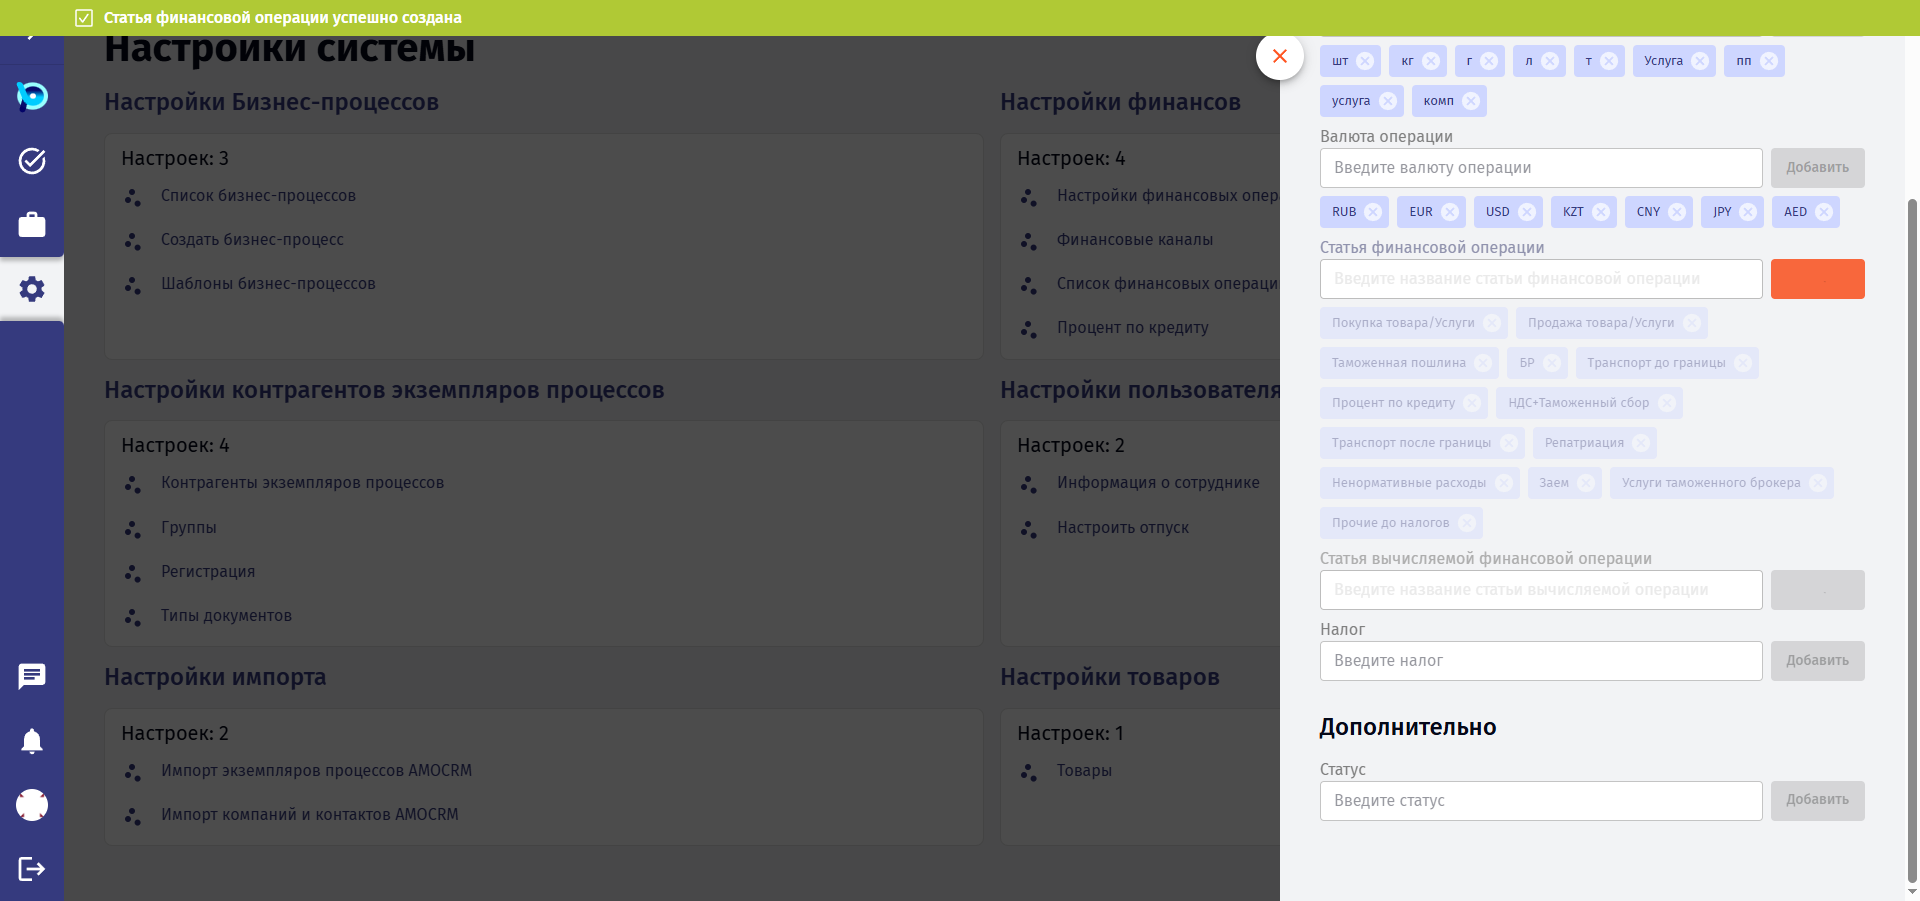 Статья финансовой операции успешно создана
Настройки системы
Настройки Бизнес-процессов
Настроек: 3
Список бизнес-процессов
Создать бизнес-процесс
Шаблоны бизнес-процессов
Настройки финансов
Настроек: 4
Настройки финансовых опер
Финансовые каналы
Список финансовых операци
Процент по кредиту
Настройки контрагентов экземпляров процессов
Настроек: 4
Контрагенты экземпляров процессов
Группы
Регистрация
Типы документов
Настройки пользователя
Настроек: 2
Информация о сотруднике
Настроить отпуск
Настройки импорта
Настроек: 2
Импорт экземпляров процессов AMOCRM
Импорт компаний и контактов AMOCRM
Настройки товаров
Настроек: 1
Товары
шт кг г л т Услуга пп
услуга комп
Валюта операции
Введите валюту операции Добавить
RUB EUR USD KZT CNY JPY AED
Статья финансовой операции
Введите название статьи финансовой операции
Покупка товара/Услуги Продажа товара/Услуги
Таможенная пошлина БР Транспорт до границы
Процент по кредиту НДС+Таможенный сбор
Транспорт после границы Репатриация
Ненормативные расходы Заем Услуги таможенного брокера
Прочие до налогов
Статья вычисляемой финансовой операции
Введите название статьи вычисляемой операции
Налог
Введите налог Добавить
Дополнительно
Статус
Введите статус Добавить